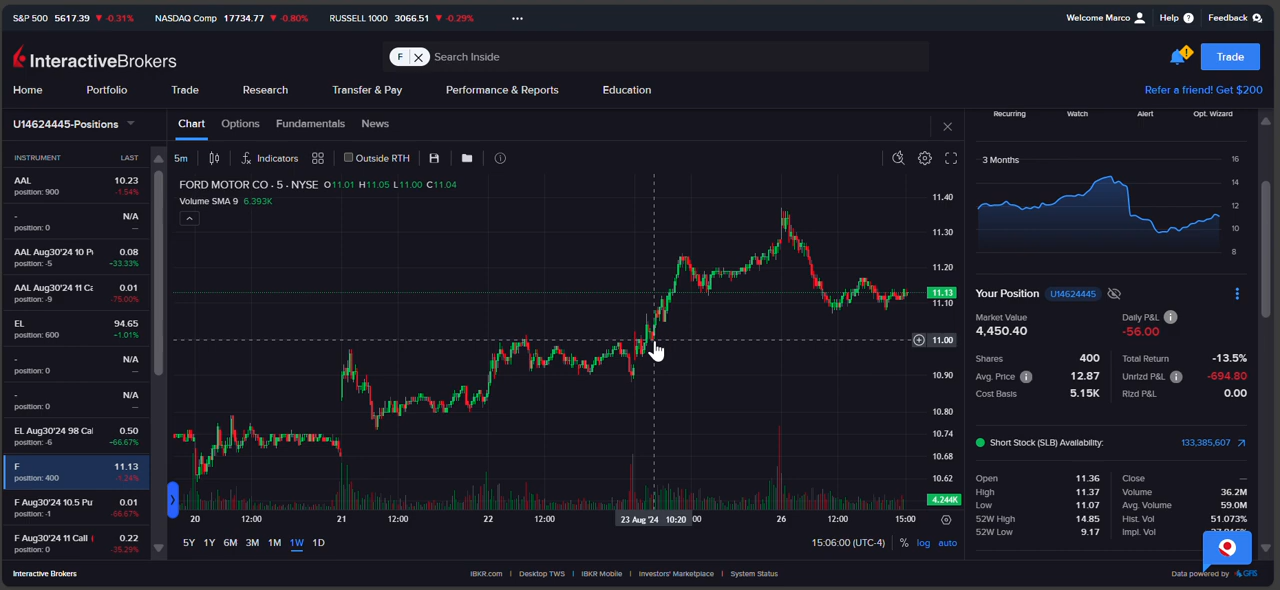 S&P 500 5617.39 ▼ -0.31% NASDAQ Comp 17734.77 ▼ -0.80% RUSSELL 1000 3066.51 ▼ -0.29% •••
Welcome Marco Help ? Feedback
InteractiveBrokers
F Search Inside
Trade
Home Portfolio Trade Research Transfer & Pay Performance & Reports Education
Refer a friend! Get $200
U14624445-Positions
INSTRUMENT LAST
AAL 10.23
position: 900 -1.54%
- N/A
position: 0 —
AAL Aug30'24 10 P 0.08
position: -5 -33.33%
AAL Aug30'24 11 Ca 0.01
position: -9 -75.00%
EL 94.65
position: 600 -1.01%
- N/A
position: 0 —
- N/A
position: 0 —
EL Aug30'24 98 Cal 0.50
position: -6 -66.67%
F 11.13
position: 400 -1.24%
F Aug30'24 10.5 Pu 0.01
position: -1 -66.67%
F Aug30'24 11 Call 0.22
position: 0 -35.29%
Chart Options Fundamentals News
5m Indicators Outside RTH
FORD MOTOR CO · 5 · NYSE O11.01 H11.05 L11.00 C11.04
Volume SMA 9 6.393K
11.40
11.30
11.20
11.13
11.10
11.00
10.90
10.80
10.74
10.68
10.62
4.244K
20 12:00 21 12:00 22 12:00 23 Aug '24 10:20 :00 26 12:00 15:00
5Y 1Y 6M 3M 1M 1W 1D
15:06:00 (UTC-4) % log auto
Recurring Watch Alert Opt. Wizard
3 Months
16
14
12
10
8
Your Position U14624445
Market Value Daily P&L
4,450.40 -56.00
Shares 400 Total Return -13.5%
Avg. Price 12.87 Unrlzd P&L -694.80
Cost Basis 5.15K Rlzd P&L 0.00
Short Stock (SLB) Availability: 133,385,607
Open 11.36 Close —
High 11.37 Volume 36.2M
Low 11.07 Avg. Volume 59.0M
52W High 14.85 Hist. Vol 51.073%
52W Low 9.17 Impl. Vol
Interactive Brokers
IBKR.com | Desktop TWS | IBKR Mobile | Investors' Marketplace | System Status
Data powered by GFIS